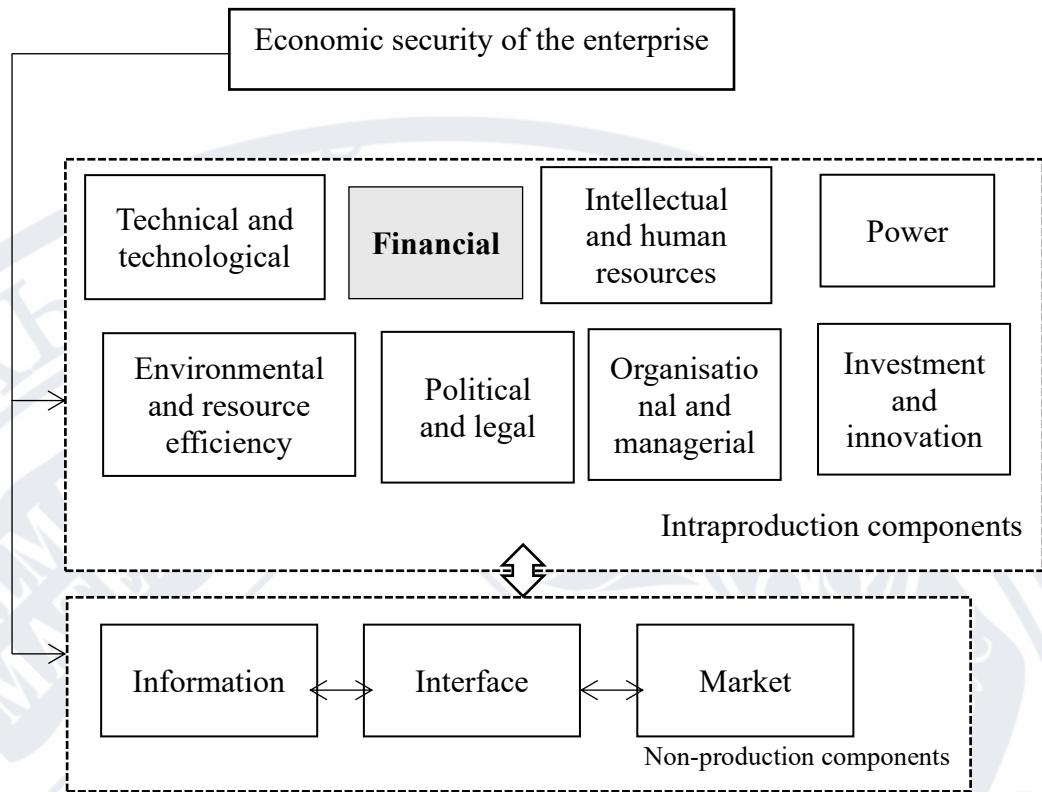 Economic security of the enterprise
Technical and
technological
Financial
Intellectual
and human
resources
Power
Environmental
and resource
efficiency
Political
and legal
Organisatio
nal and
managerial
Investment
and
innovation
Intraproduction components
Information
Interface
Market
Non-production components